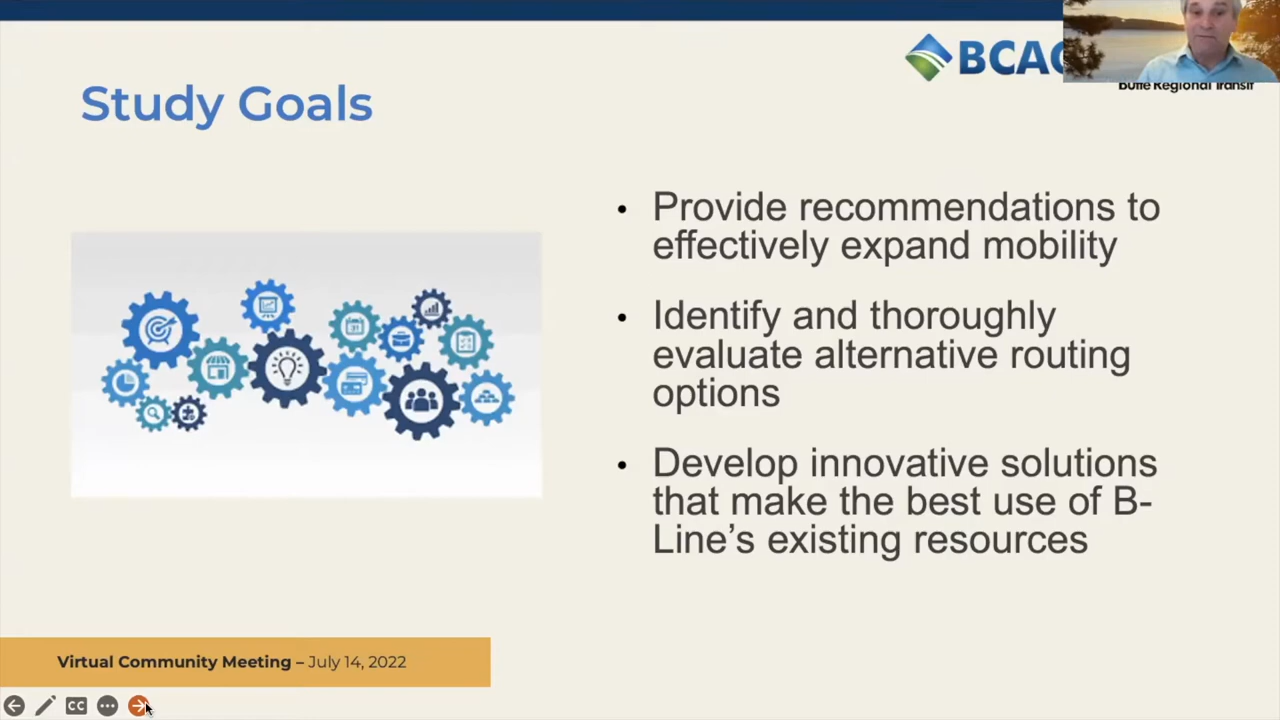 BCAG
Butte Regional Transit
Study Goals
• Provide recommendations to
effectively expand mobility
• Identify and thoroughly
evaluate alternative routing
options
• Develop innovative solutions
that make the best use of B-
Line’s existing resources
Virtual Community Meeting – July 14, 2022
CC